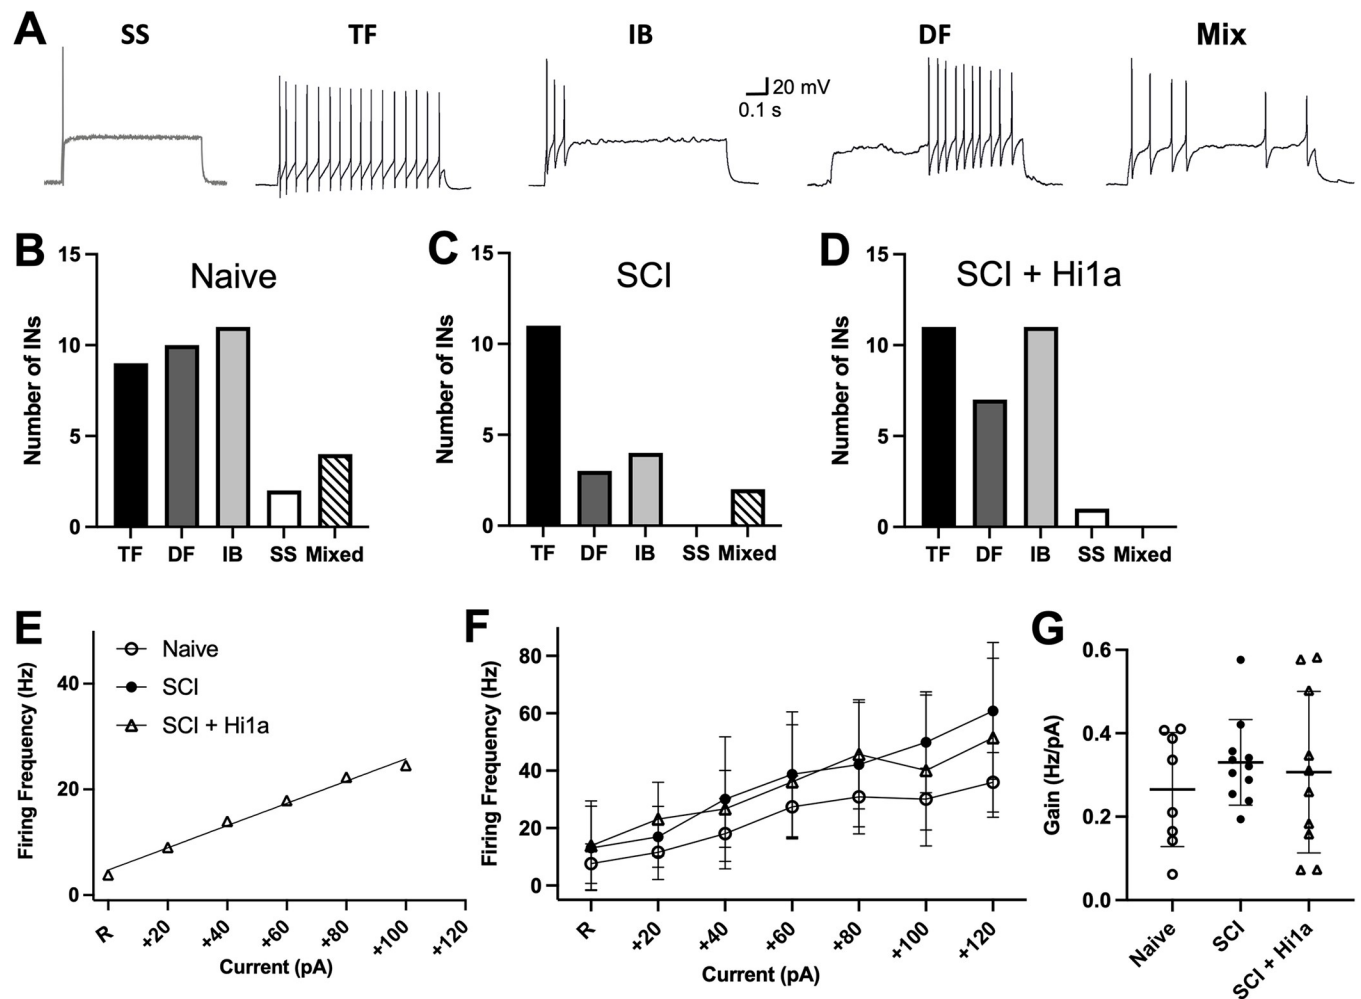 A
SS
TF
IB
DF
Mix
20 mV
0.1 s
B
Naive
Number of INs
15
10
5
0
TF DF IB SS Mixed
C
SCI
Number of INs
15
10
5
0
TF DF IB SS Mixed
D
SCI + Hi1a
Number of INs
15
10
5
0
TF DF IB SS Mixed
E
Naive
SCI
SCI + Hi1a
Firing Frequency (Hz)
40
20
0
R +20 +40 +60 +80 +100 +120
Current (pA)
F
Firing Frequency (Hz)
80
60
40
20
0
R +20 +40 +60 +80 +100 +120
Current (pA)
G
Gain (Hz/pA)
0.6
0.4
0.2
0.0
Naive SCI SCI + Hi1a